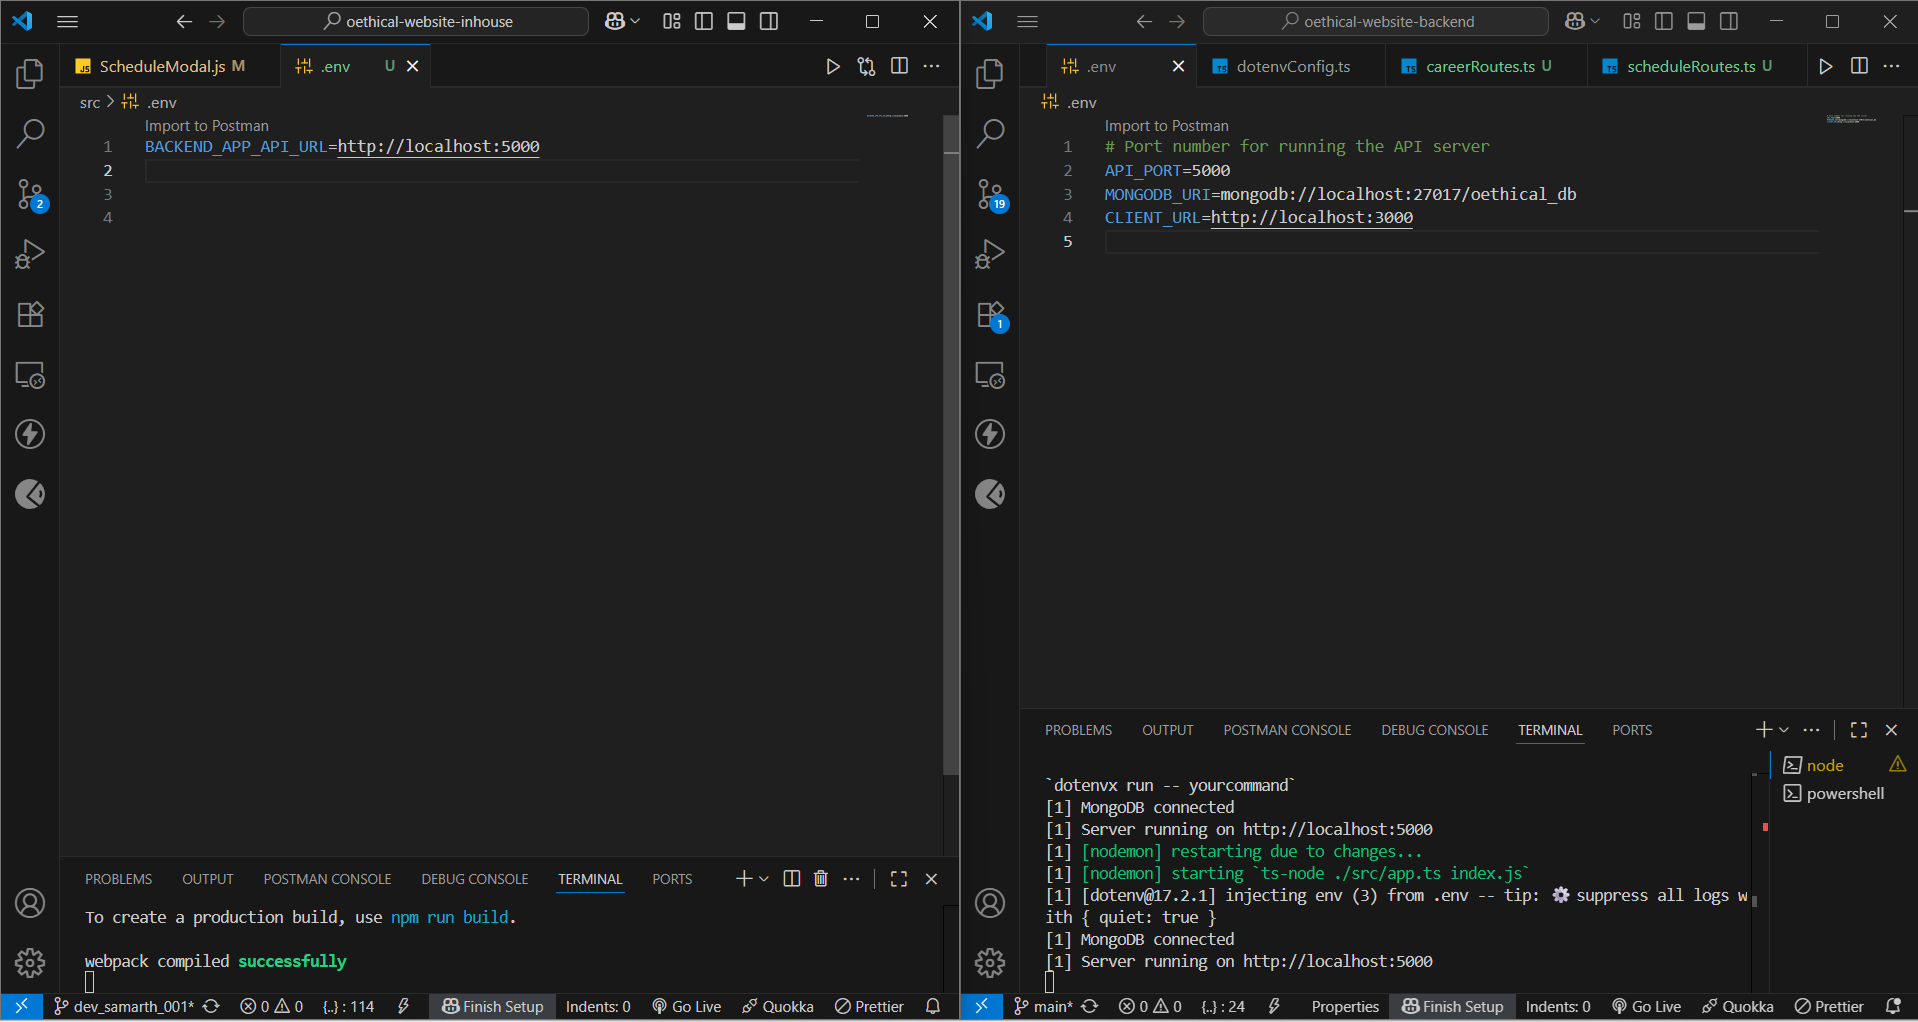 oethical-website-inhouse
ScheduleModal.js M
.env U
src > .env
Import to Postman
1 BACKEND_APP_API_URL=http://localhost:5000
2
3
4
2
PROBLEMS OUTPUT POSTMAN CONSOLE DEBUG CONSOLE TERMINAL PORTS
To create a production build, use npm run build.
webpack compiled successfully
dev_samarth_001* 0 0 {..} : 114 Finish Setup Indents: 0 Go Live Quokka Prettier
oethical-website-backend
.env
TS dotenvConfig.ts
TS careerRoutes.ts U
TS scheduleRoutes.ts U
.env
Import to Postman
1 # Port number for running the API server
2 API_PORT=5000
3 MONGODB_URI=mongodb://localhost:27017/oethical_db
4 CLIENT_URL=http://localhost:3000
5
19
1
PROBLEMS OUTPUT POSTMAN CONSOLE DEBUG CONSOLE TERMINAL PORTS
node
powershell
`dotenvx run -- yourcommand`
[1] MongoDB connected
[1] Server running on http://localhost:5000
[1] [nodemon] restarting due to changes...
[1] [nodemon] starting `ts-node ./src/app.ts index.js`
[1] [dotenv@17.2.1] injecting env (3) from .env -- tip: ⚙️ suppress all logs w
ith { quiet: true }
[1] MongoDB connected
[1] Server running on http://localhost:5000
main* 0 0 {..} : 24 Properties Finish Setup Indents: 0 Go Live Quokka Prettier